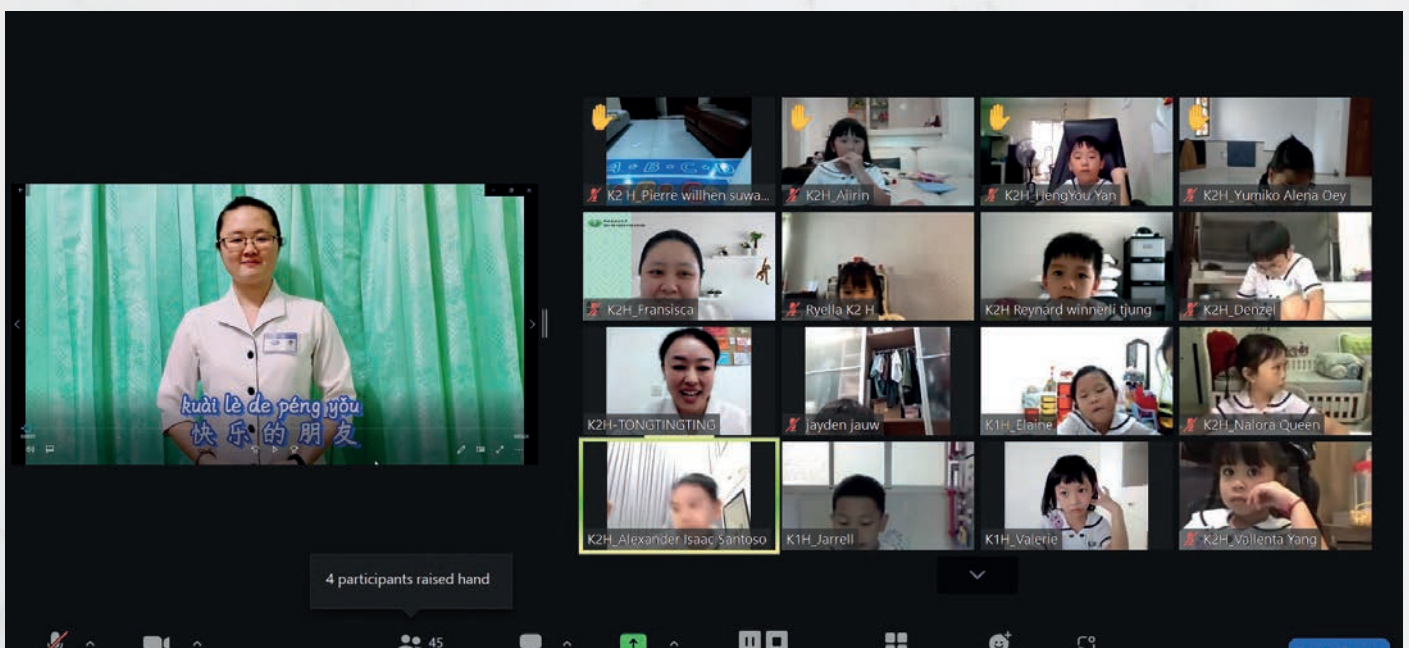 kuài lè de péng yǒu
快乐的朋友
K2 H_Pierre willhen suwa...
K2H_Airin
K2H_HengYou Yan
K2H_Yumiko Alena Oey
K2H_Fransisca
Ryella K2 H
K2H Reynard winnerli tjung
K2H_Denzel
K2H-TONGTINGTING
jayden jauw
K1H_Elaine
K2H_Nalora Queen
K2H_Alexander Isaac Santoso
K1H_Jarrell
K1H_Valerie
K2H_Vallenta Yang
4 participants raised hand
45